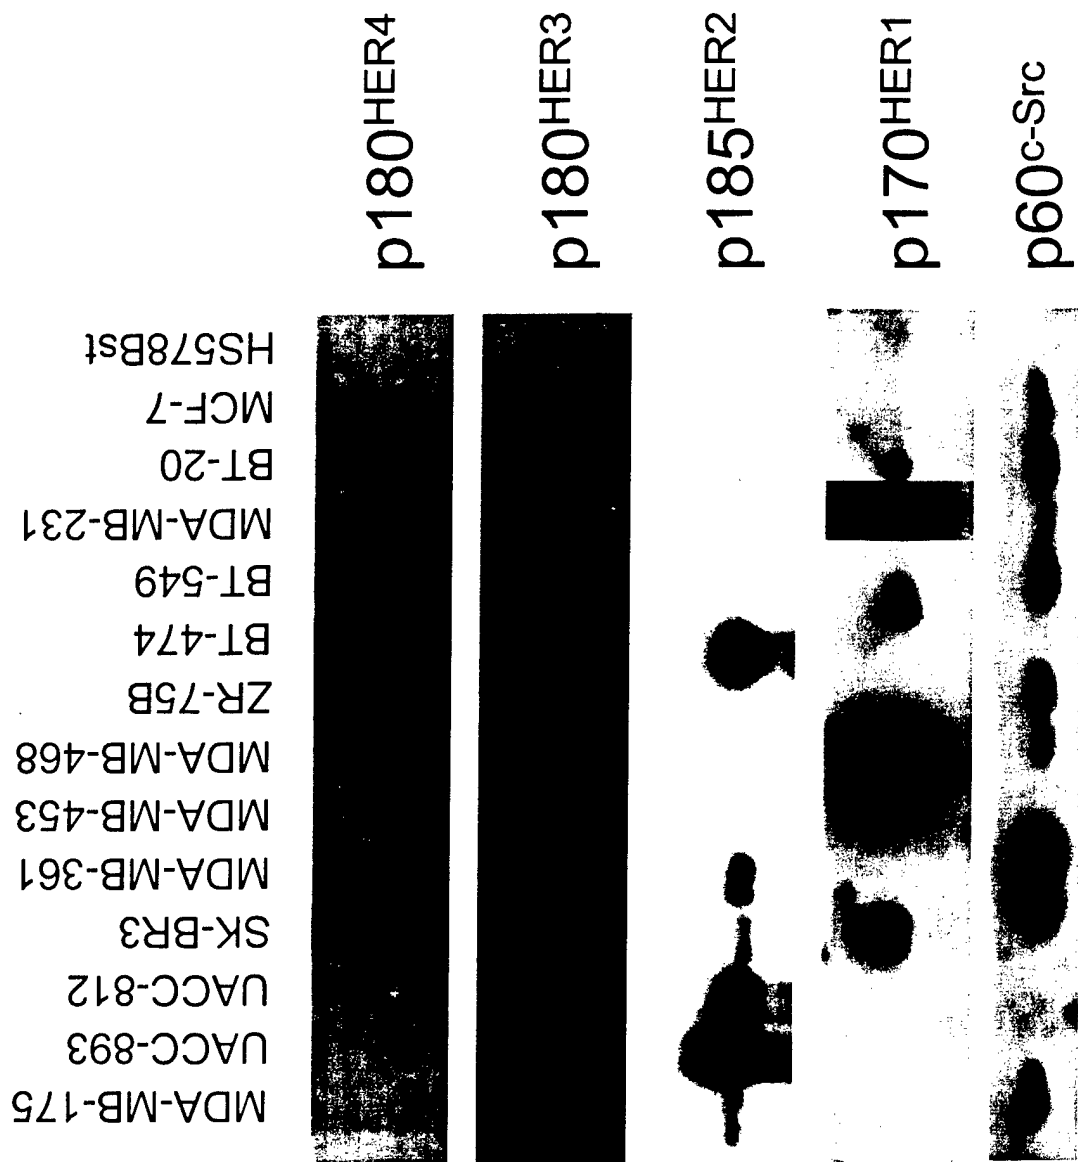 p180HER4
p180HER3
p185HER2
p170HER1
p60c-Src
HS578Bst
MCF-7
BT-20
MDA-MB-231
BT-549
BT-474
ZR-75B
MDA-MB-468
MDA-MB-453
MDA-MB-361
SK-BR3
UACC-812
UACC-893
MDA-MB-175